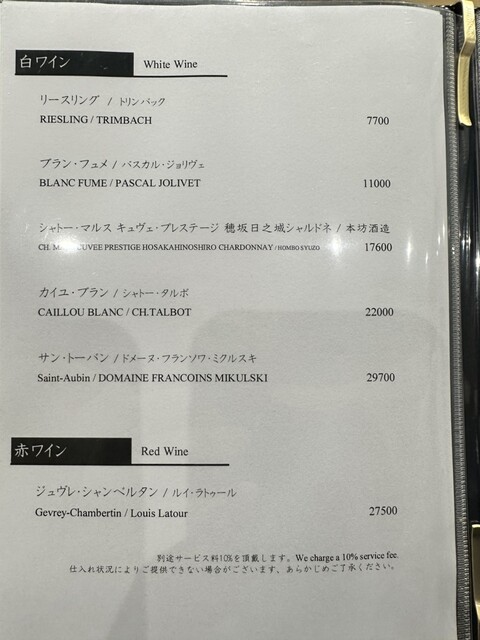 白ワイン White Wine
リースリング / トリンバック
RIESLING / TRIMBACH 7700
ブラン・フュメ / パスカル・ジョリヴェ
BLANC FUME / PASCAL JOLIVET 11000
シャトー・マルス キュヴェ・プレステージ 穂坂日之城シャルドネ / 本坊酒造
CH. CUVEE PRESTIGE HOSAKAHINOSHIRO CHARDONNAY / HOMBO SYUZO 17600
カイユ・ブラン / シャトー・タルボ
CAILLOU BLANC / CH.TALBOT 22000
サン・トーバン / ドメーヌ・フランソワ・ミクルスキ
Saint-Aubin / DOMAINE FRANCOINS MIKULSKI 29700
赤ワイン Red Wine
ジュヴレ・シャンベルタン / ルイ・ラトゥール
Gevrey-Chambertin / Louis Latour 27500
別途サービス料10%を頂戴します。We charge a 10% service fee.
仕入れ状況によりご提供できない場合がございます。あらかじめご了承ください。